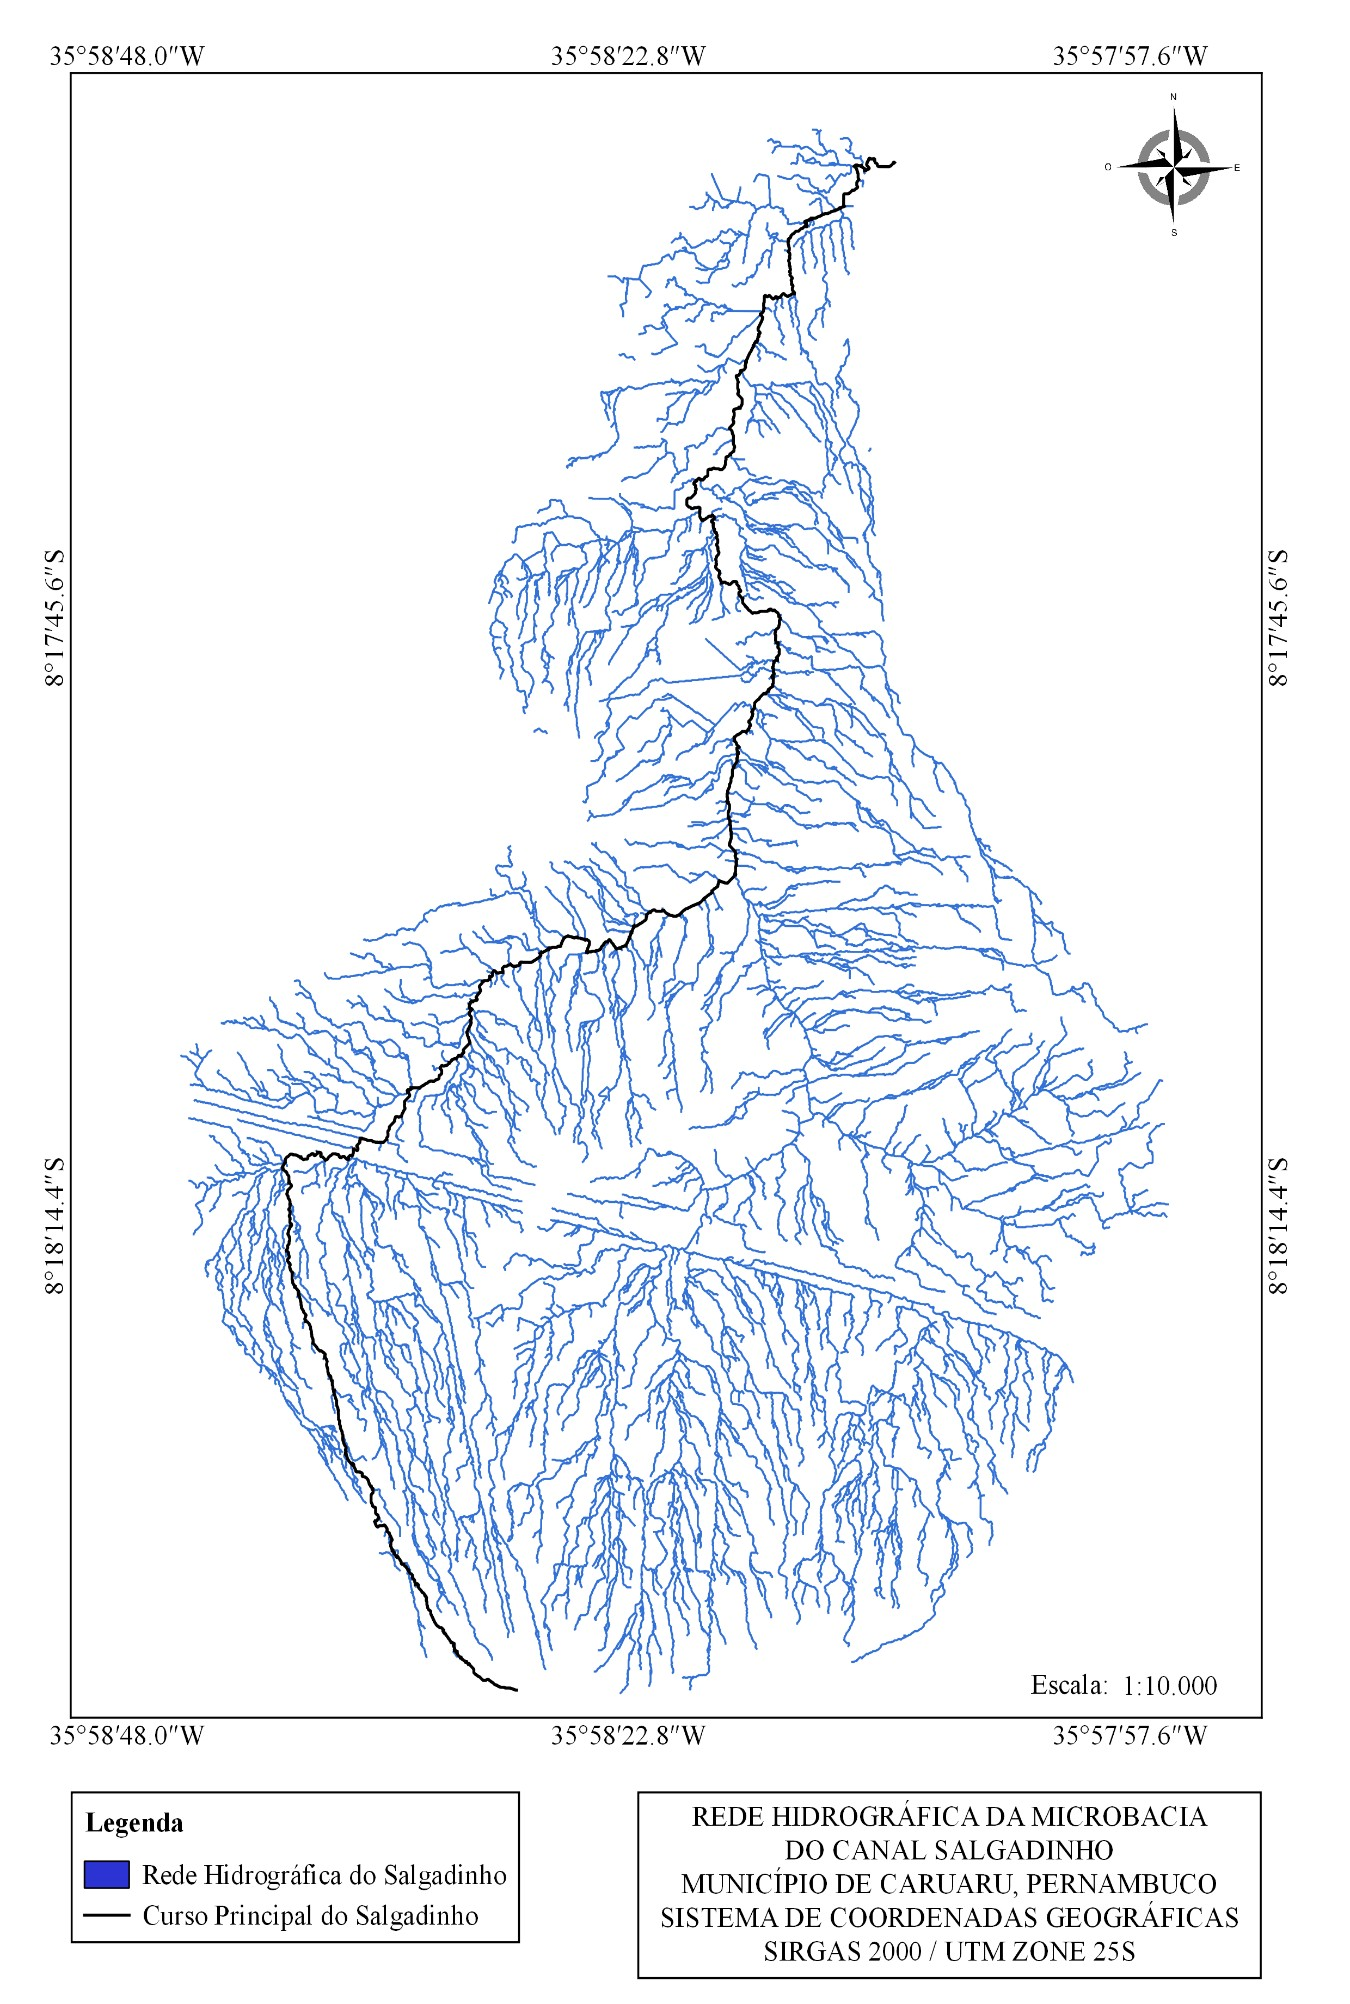 35°58'48.0"W
35°58'22.8"W
35°57'57.6"W
N
O
E
S
8°17'45.6"S
8°17'45.6"S
8°18'14.4"S
8°18'14.4"S
Escala: 1:10.000
35°58'48.0"W
35°58'22.8"W
35°57'57.6"W
Legenda
Rede Hidrográfica do Salgadinho
Curso Principal do Salgadinho
REDE HIDROGRÁFICA DA MICROBACIA
DO CANAL SALGADINHO
MUNICÍPIO DE CARUARU, PERNAMBUCO
SISTEMA DE COORDENADAS GEOGRÁFICAS
SIRGAS 2000 / UTM ZONE 25S